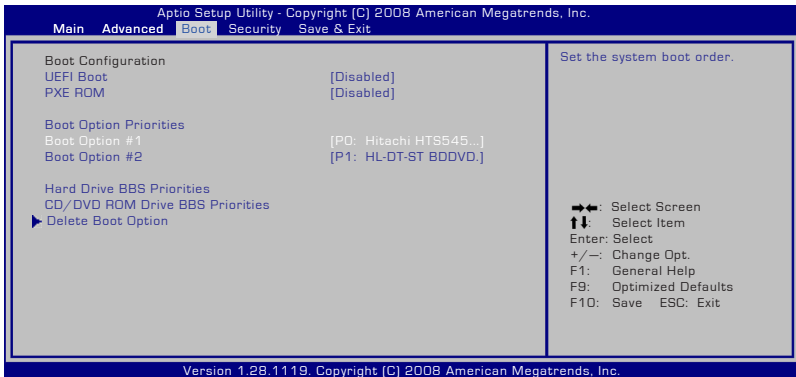 Aptio Setup Utility - Copyright (C) 2008 American Megatrends, Inc.
Main Advanced Boot Security Save & Exit
Boot Configuration
UEFI Boot [Disabled]
PXE ROM [Disabled]
Boot Option Priorities
Boot Option #1 [P0: Hitachi HTS545...]
Boot Option #2 [P1: HL-DT-ST BDDVD.]
Hard Drive BBS Priorities
CD/DVD ROM Drive BBS Priorities
Delete Boot Option
Set the system boot order.
→←: Select Screen
↑↓: Select Item
Enter: Select
+/—: Change Opt.
F1: General Help
F9: Optimized Defaults
F10: Save ESC: Exit
Version 1.28.1119. Copyright (C) 2008 American Megatrends, Inc.